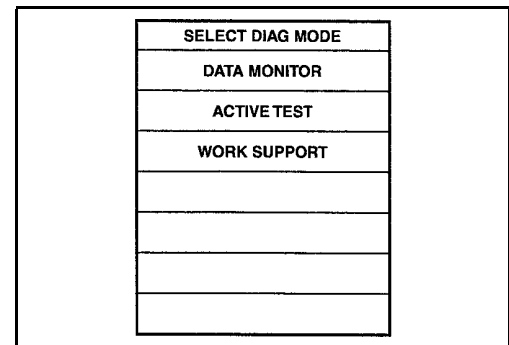 SELECT DIAG MODE
DATA MONITOR
ACTIVE TEST
WORK SUPPORT